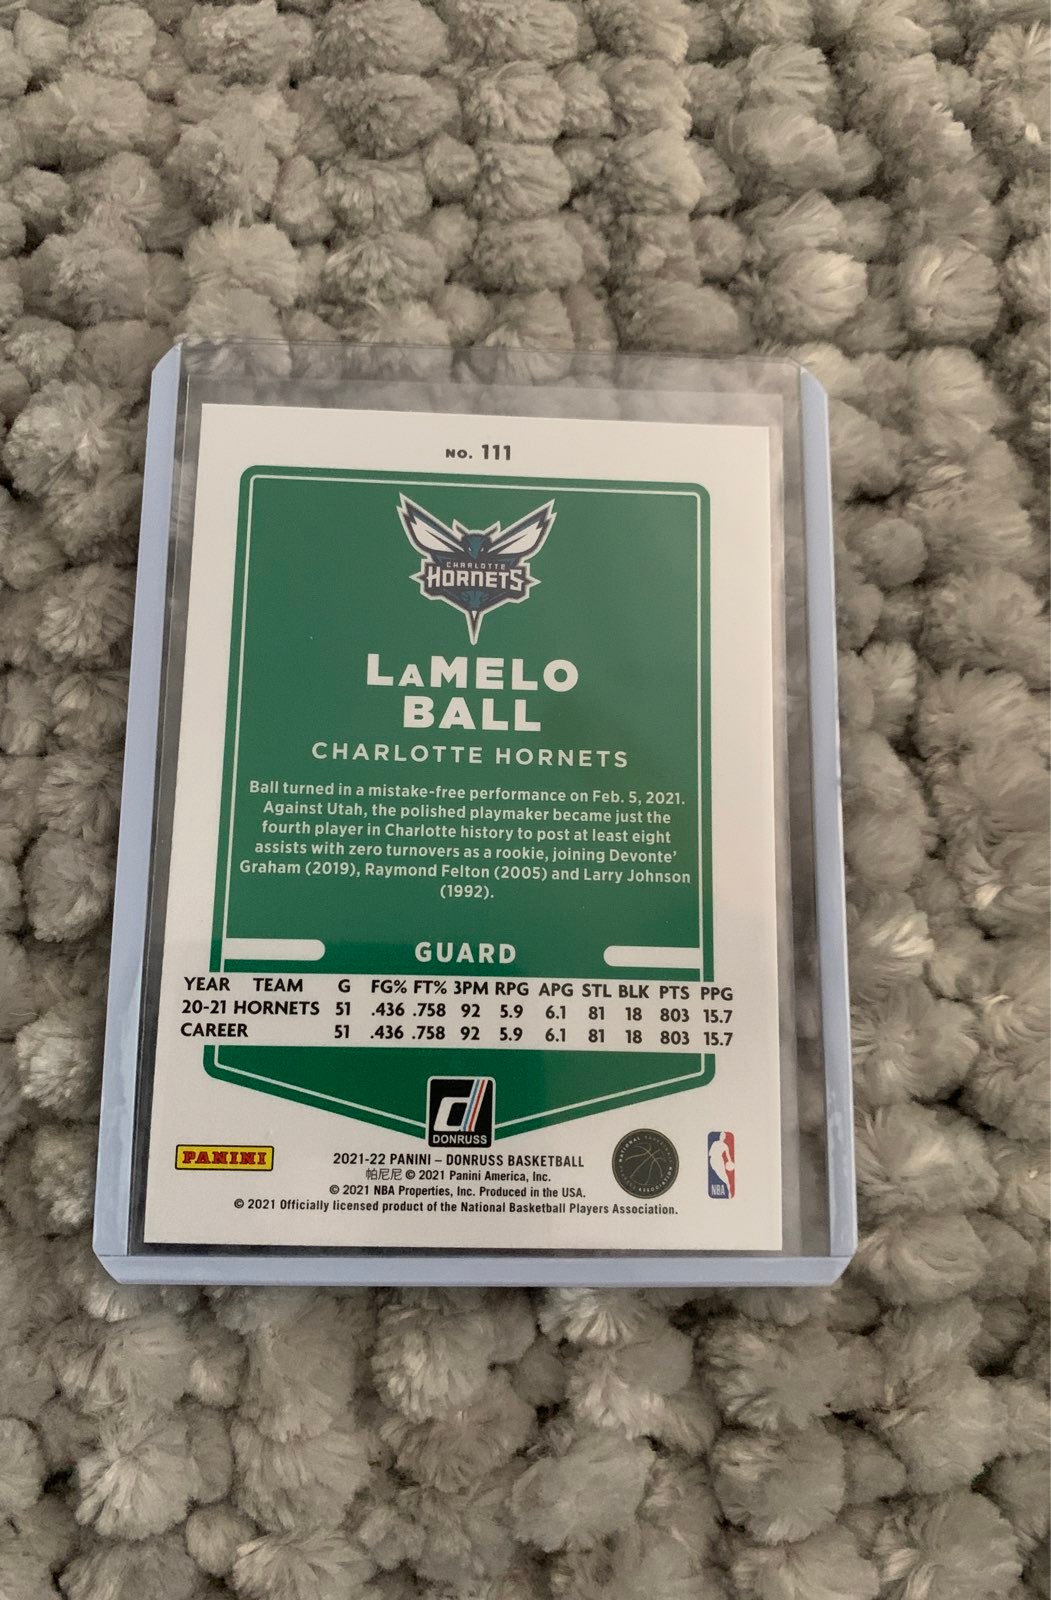 NO. 111
CHARLOTTE
HORNETS
LAMELO
BALL
CHARLOTTE HORNETS
Ball turned in a mistake-free performance on Feb. 5, 2021.
Against Utah, the polished playmaker became just the
fourth player in Charlotte history to post at least eight
assists with zero turnovers as a rookie, joining Devonte'
Graham (2019), Raymond Felton (2005) and Larry Johnson
(1992).
GUARD
YEAR TEAM G FG% FT% 3PM RPG APG STL BLK PTS PPG
20-21 HORNETS 51 .436 .758 92 5.9 6.1 81 18 803 15.7
CAREER 51 .436 .758 92 5.9 6.1 81 18 803 15.7
DONRUSS
PANINI
2021-22 PANINI – DONRUSS BASKETBALL
帕尼尼 © 2021 Panini America, Inc.
© 2021 NBA Properties, Inc. Produced in the USA.
© 2021 Officially licensed product of the National Basketball Players Association.
NATIONAL BASKETBALL
PLAYERS ASSOCIATION
NBA